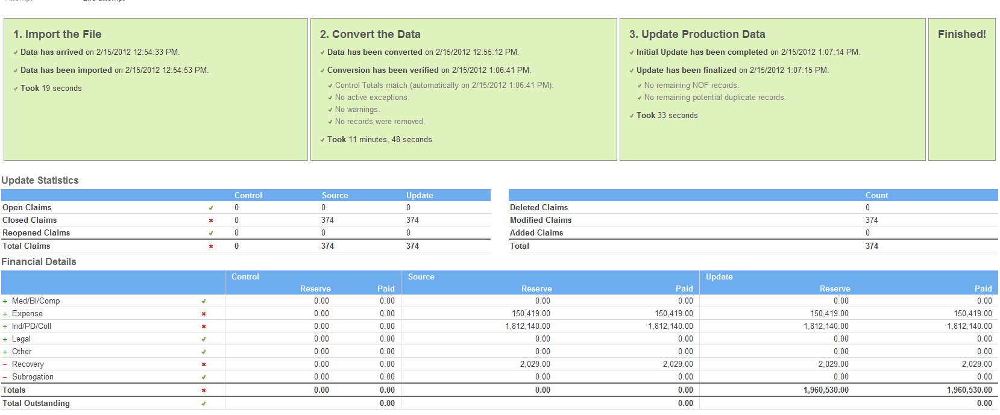 1. Import the File
Data has arrived on 2/15/2012 12:54:33 PM.
Data has been imported on 2/15/2012 12:54:53 PM.
Took 19 seconds
2. Convert the Data
Data has been converted on 2/15/2012 12:55:12 PM.
Conversion has been verified on 2/15/2012 1:06:41 PM.
Control Totals match (automatically on 2/15/2012 1:06:41 PM).
No active exceptions.
No warnings.
No records were removed.
Took 11 minutes, 48 seconds
3. Update Production Data
Initial Update has been completed on 2/15/2012 1:07:14 PM.
Update has been finalized on 2/15/2012 1:07:15 PM.
No remaining NOF records.
No remaining potential duplicate records.
Took 33 seconds
Finished!
Update Statistics
Control Source Update
Open Claims 0 0 0
Closed Claims 0 374 374
Reopened Claims 0 0 0
Total Claims 0 374 374
Count
Deleted Claims 0
Modified Claims 374
Added Claims 0
Total 374
Financial Details
Control Source Update
Reserve Paid Reserve Paid Reserve Paid
+ Med/BI/Comp 0.00 0.00 0.00 0.00 0.00 0.00
+ Expense 0.00 0.00 150,419.00 150,419.00 150,419.00 150,419.00
+ Ind/PD/Coll 0.00 0.00 1,812,140.00 1,812,140.00 1,812,140.00 1,812,140.00
+ Legal 0.00 0.00 0.00 0.00 0.00 0.00
+ Other 0.00 0.00 0.00 0.00 0.00 0.00
− Recovery 0.00 0.00 2,029.00 2,029.00 2,029.00 2,029.00
− Subrogation 0.00 0.00 0.00 0.00 0.00 0.00
Totals 0.00 0.00 0.00 0.00 1,960,530.00 1,960,530.00
Total Outstanding 0.00 0.00 0.00